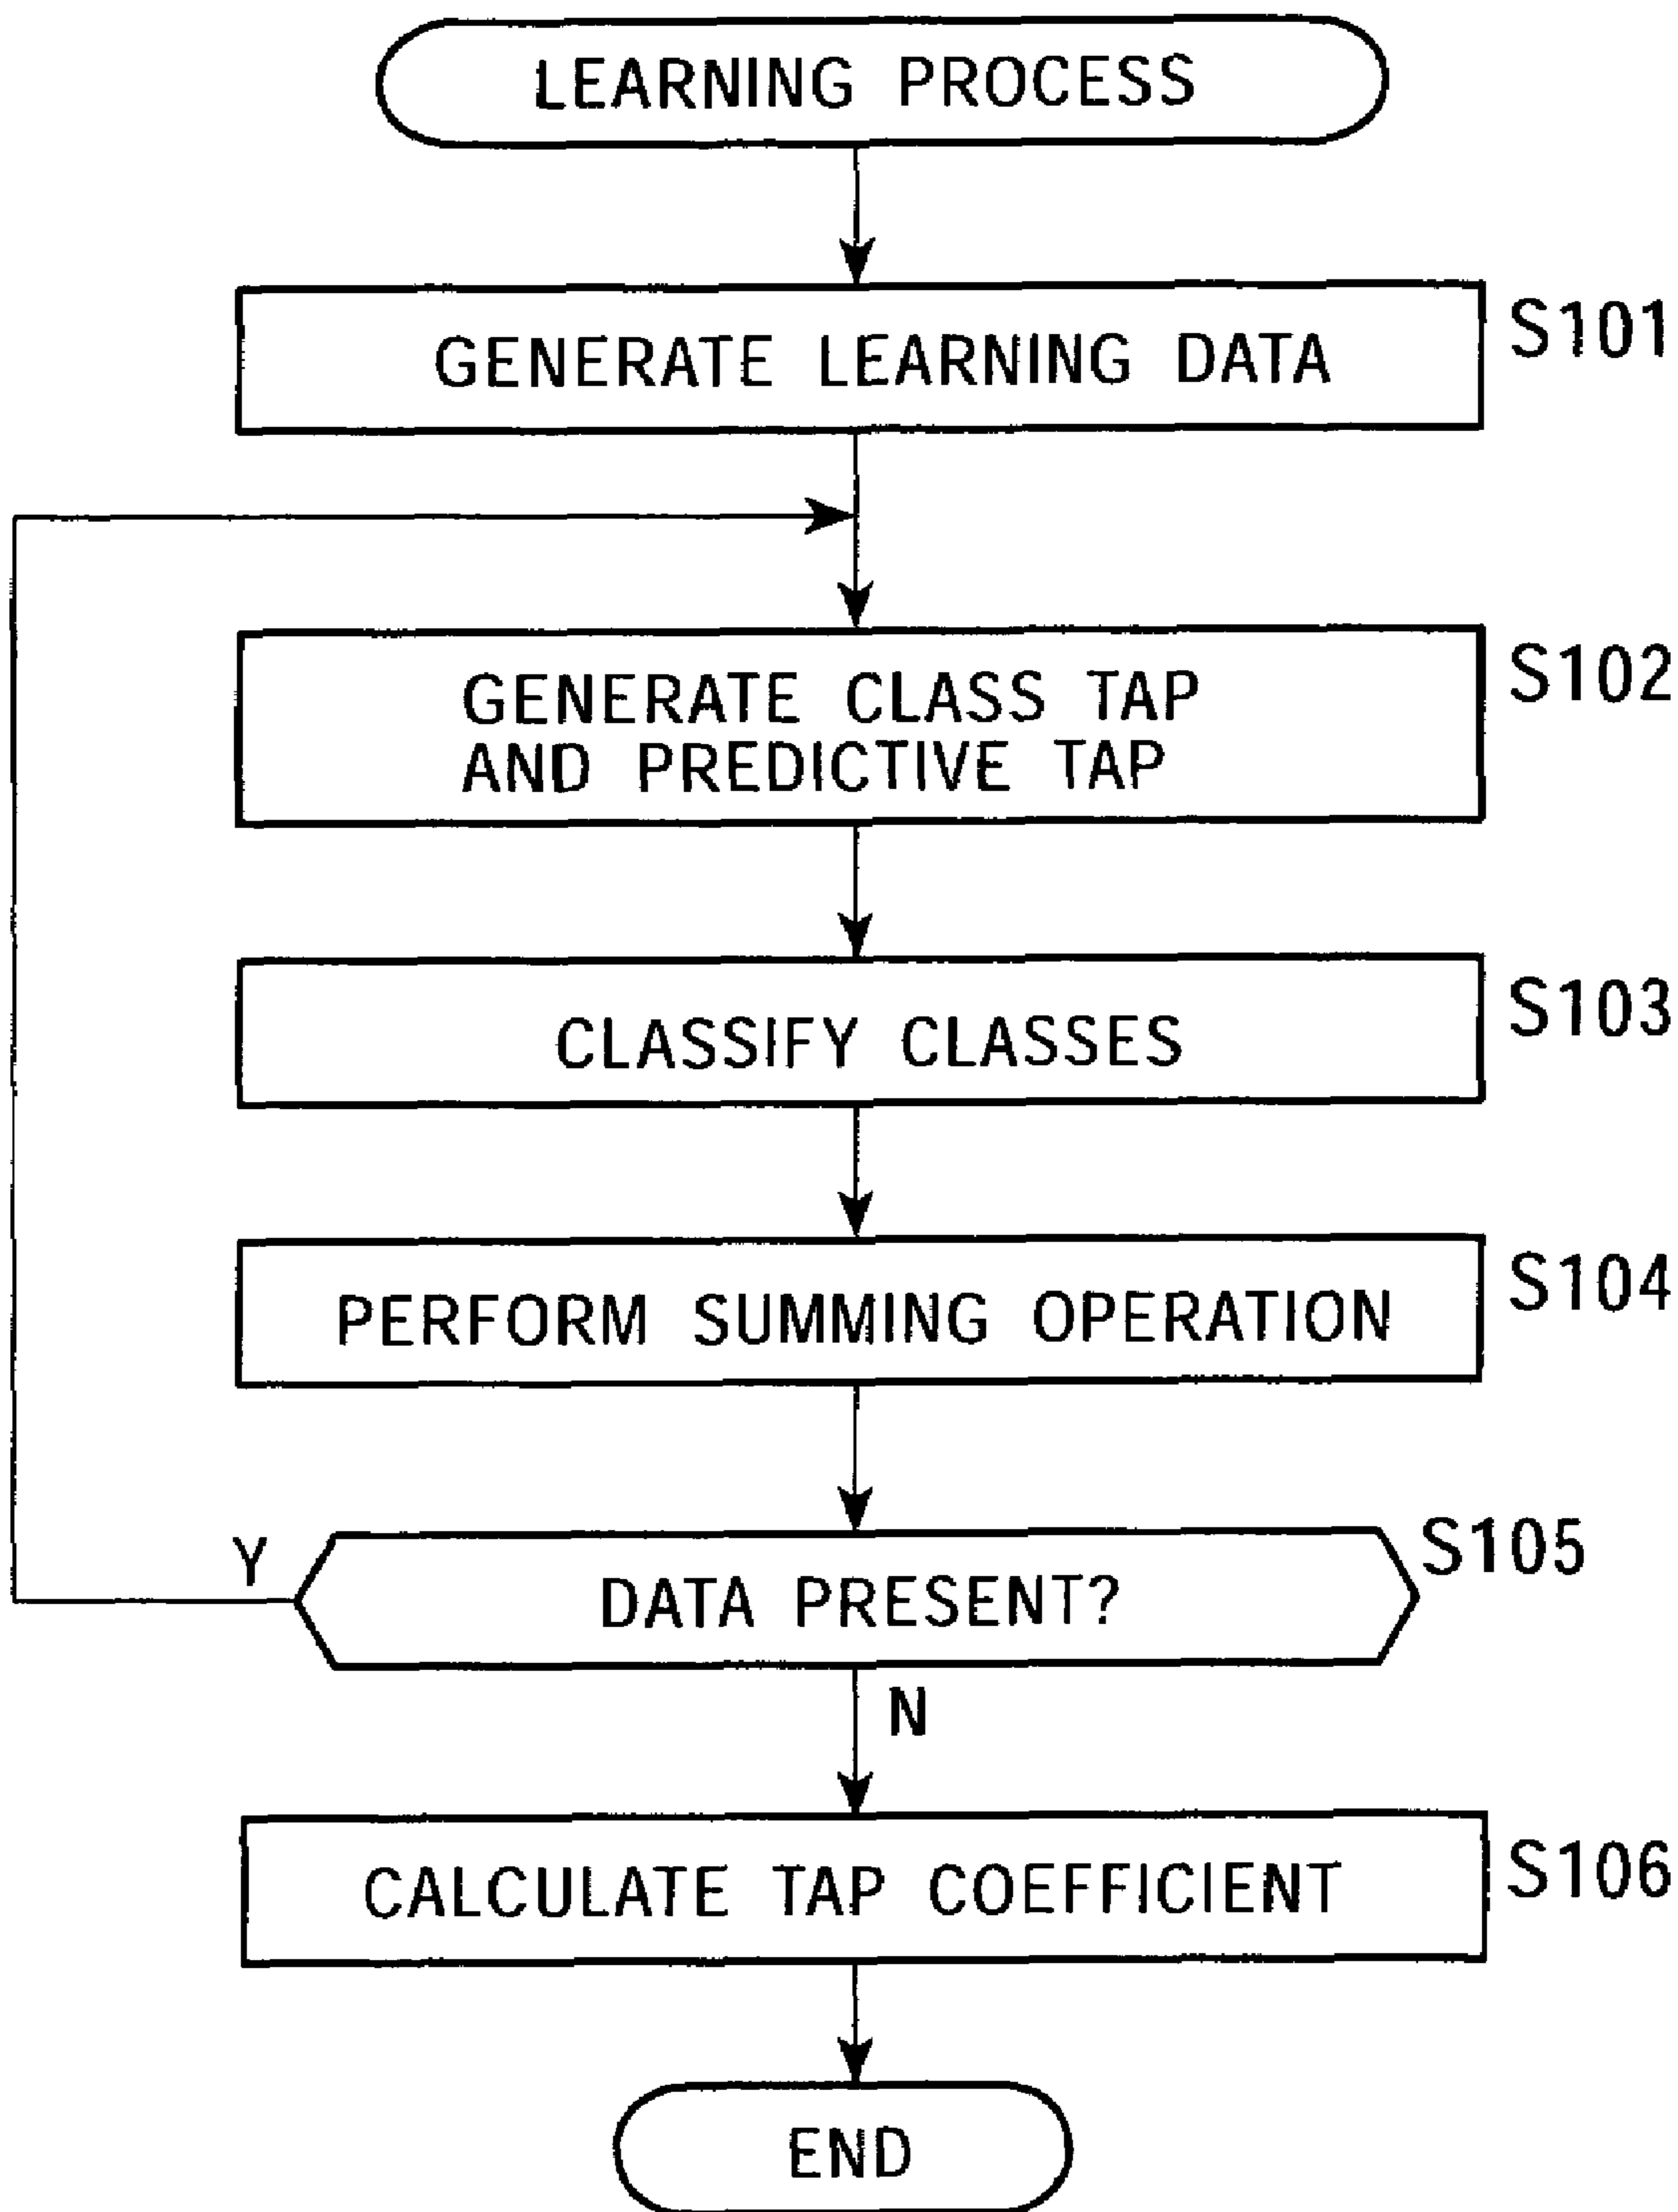 LEARNING PROCESS
GENERATE LEARNING DATA
S101
GENERATE CLASS TAP
AND PREDICTIVE TAP
S102
CLASSIFY CLASSES
S103
PERFORM SUMMING OPERATION
S104
Y
DATA PRESENT?
S105
N
CALCULATE TAP COEFFICIENT
S106
END